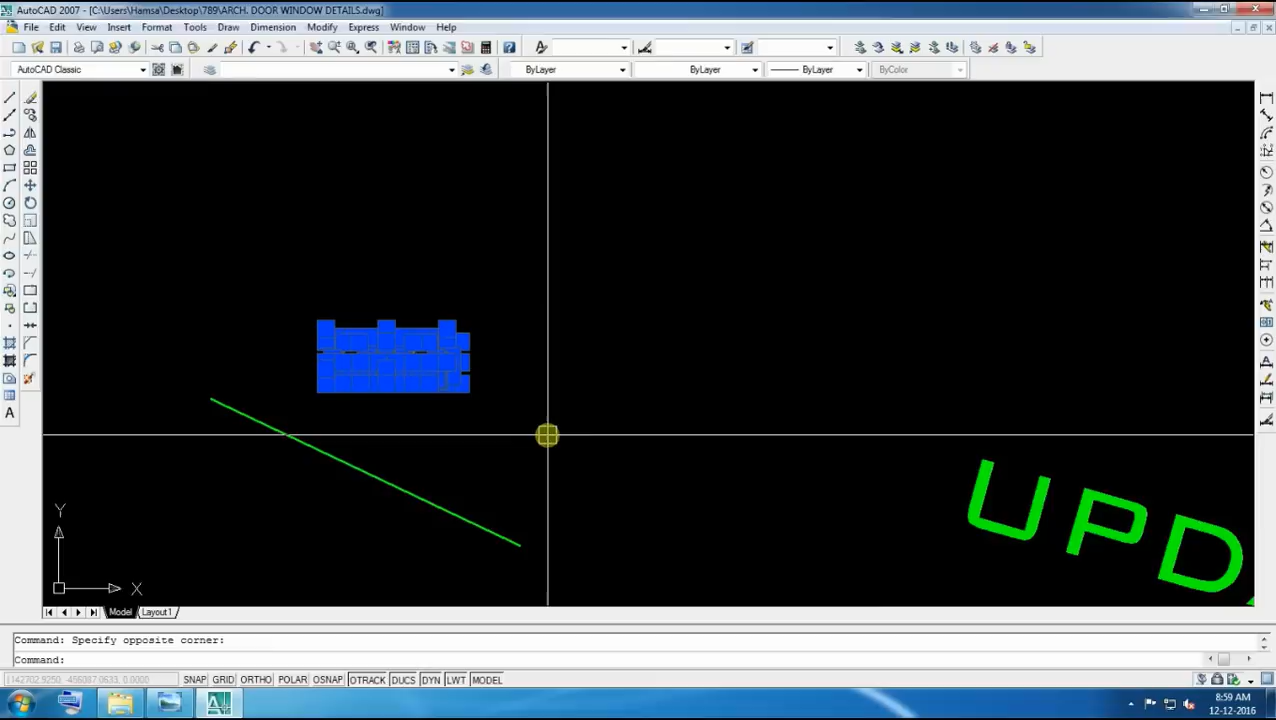 AutoCAD 2007 - [C:\Users\Hamsa\Desktop\789\ARCH. DOOR WINDOW DETAILS.dwg]
File Edit View Insert Format Tools Draw Dimension Modify Express Window Help
AutoCAD Classic ByLayer ByLayer ByLayer ByColor
UPD
Y
X
Model Layout1
Command: Specify opposite corner:
Command:
SNAP GRID ORTHO POLAR OSNAP OTRACK DUCS DYN LWT MODEL
8:59 AM
12-12-2016